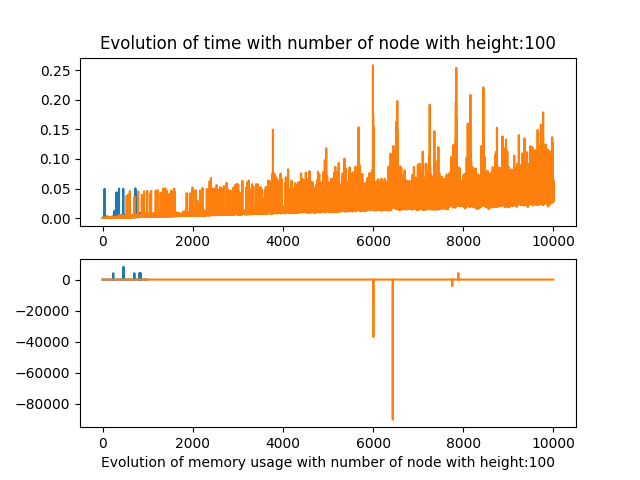 Evolution of time with number of node with height:100
0.25
0.20
0.15
0.10
0.05
0.00
0 2000 4000 6000 8000 10000
0
−20000
−40000
−60000
−80000
0 2000 4000 6000 8000 10000
Evolution of memory usage with number of node with height:100